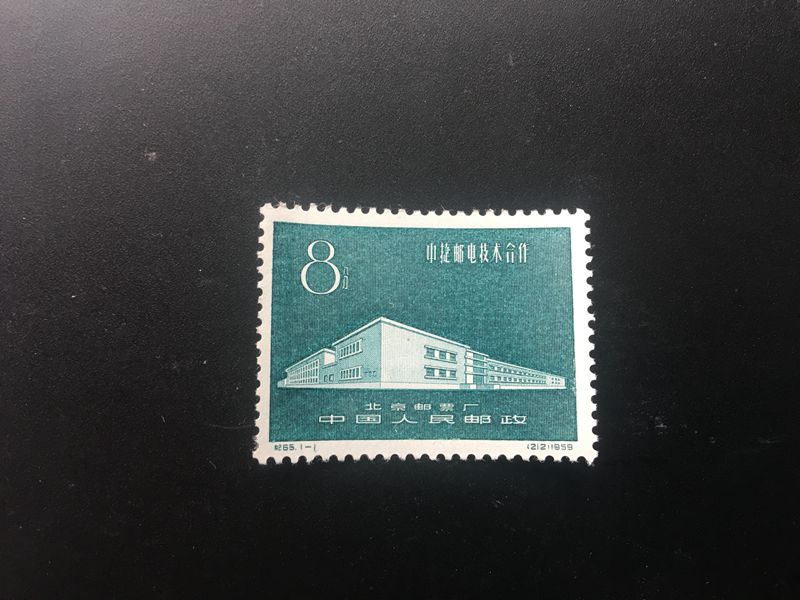 8分
中捷邮电技术合作
北京邮票厂
中国人民邮政
纪65.1-1
(212)1959